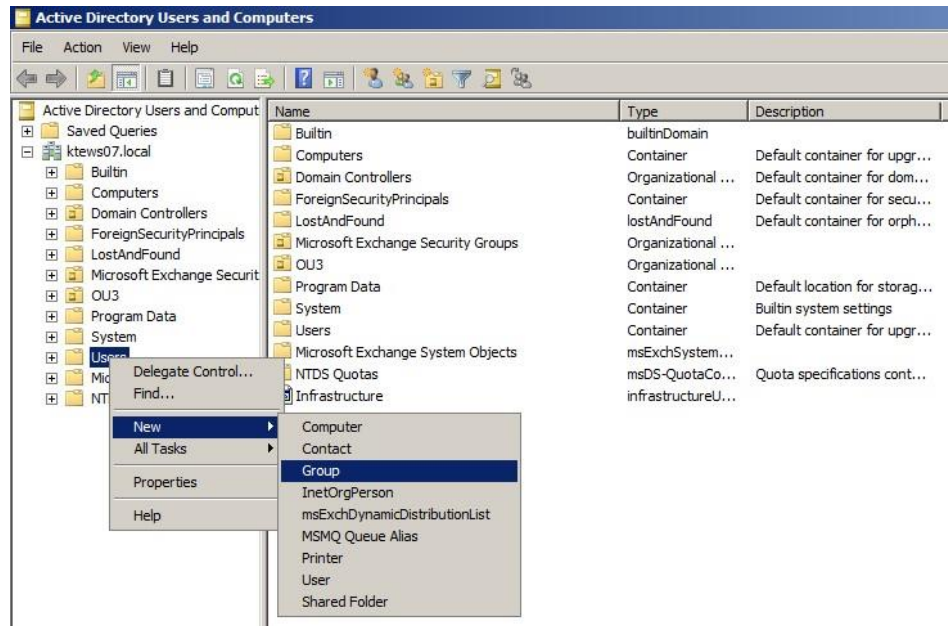 Active Directory Users and Computers
File Action View Help
Active Directory Users and Comput
Saved Queries
ktews07.local
Builtin
Computers
Domain Controllers
ForeignSecurityPrincipals
LostAndFound
Microsoft Exchange Securit
OU3
Program Data
System
Users
Mic
NT
Name Type Description
Builtin builtinDomain
Computers Container Default container for upgr...
Domain Controllers Organizational ... Default container for dom...
ForeignSecurityPrincipals Container Default container for secu...
LostAndFound lostAndFound Default container for orph...
Microsoft Exchange Security Groups Organizational ...
OU3 Organizational ...
Program Data Container Default location for storag...
System Container Builtin system settings
Users Container Default container for upgr...
Microsoft Exchange System Objects msExchSystem...
NTDS Quotas msDS-QuotaCo... Quota specifications cont...
Infrastructure infrastructureU...
Delegate Control...
Find...
New
All Tasks
Properties
Help
Computer
Contact
Group
InetOrgPerson
msExchDynamicDistributionList
MSMQ Queue Alias
Printer
User
Shared Folder